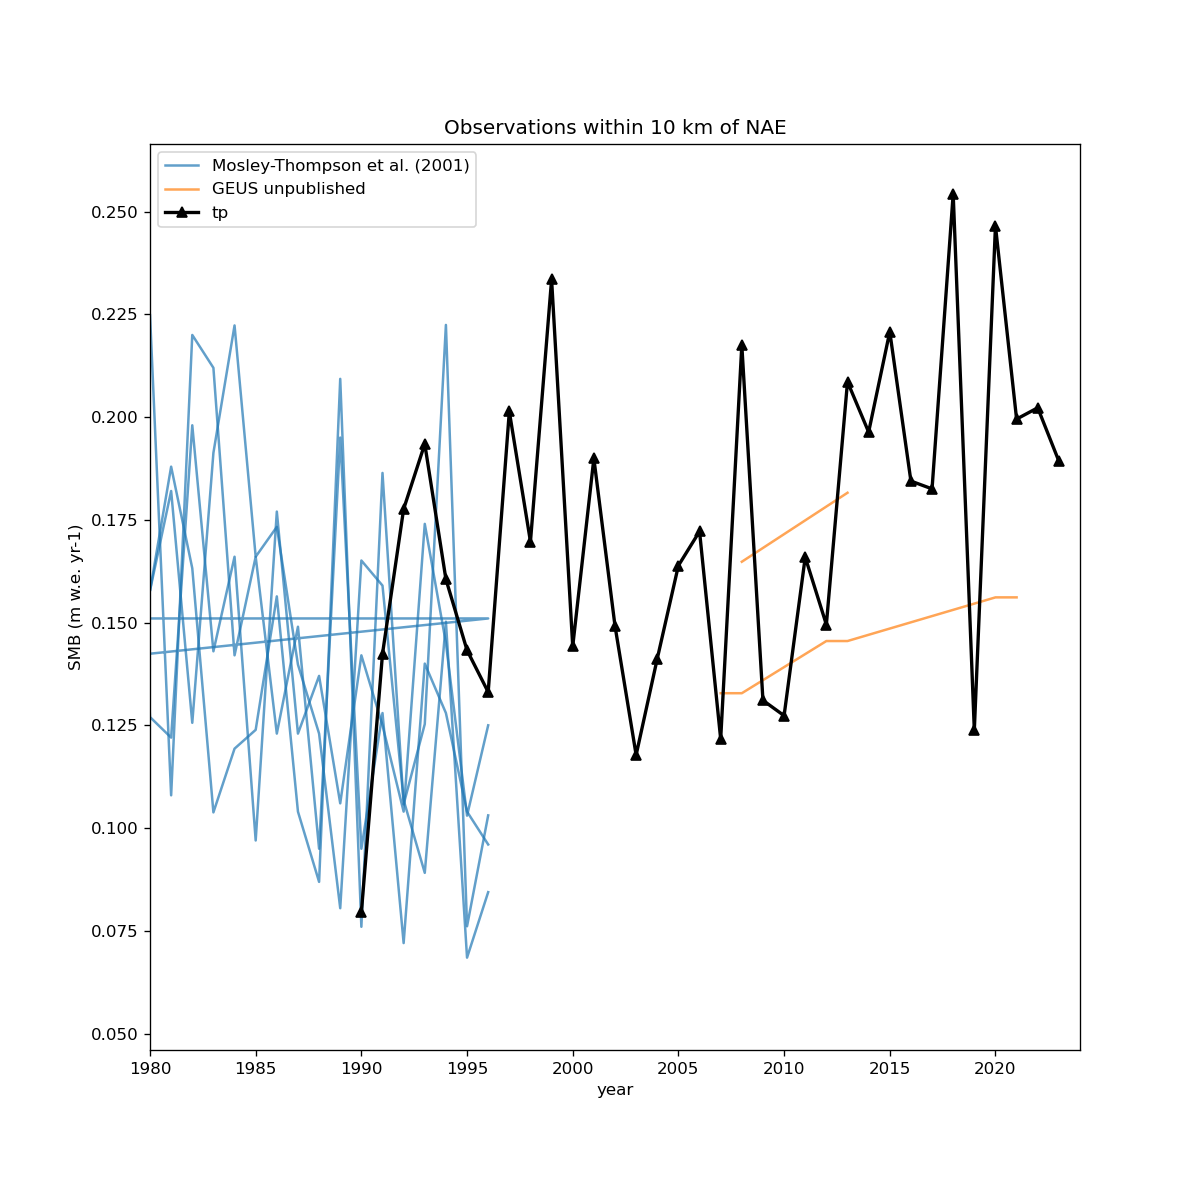 Observations within 10 km of NAE
Mosley-Thompson et al. (2001)
GEUS unpublished
tp
SMB (m w.e. yr-1)
0.250
0.225
0.200
0.175
0.150
0.125
0.100
0.075
0.050
1980 1985 1990 1995 2000 2005 2010 2015 2020
year